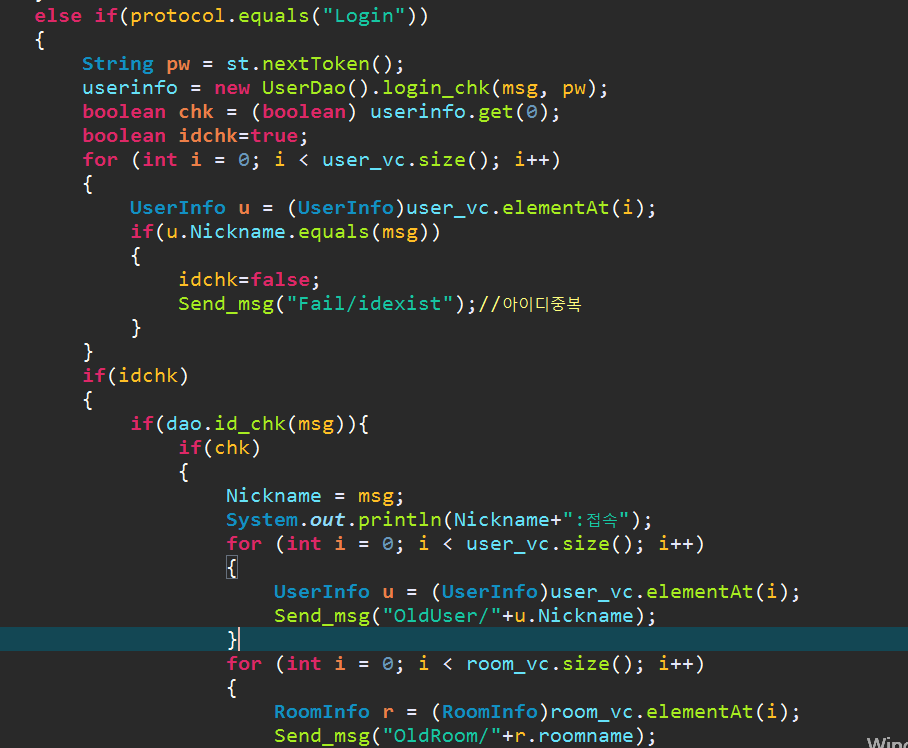 else if(protocol.equals("Login"))
{
String pw = st.nextToken();
userinfo = new UserDao().login_chk(msg, pw);
boolean chk = (boolean) userinfo.get(0);
boolean idchk=true;
for (int i = 0; i < user_vc.size(); i++)
{
UserInfo u = (UserInfo)user_vc.elementAt(i);
if(u.Nickname.equals(msg))
{
idchk=false;
Send_msg("Fail/idexist");//아이디중복
}
}
if(idchk)
{
if(dao.id_chk(msg)){
if(chk)
{
Nickname = msg;
System.out.println(Nickname+":접속");
for (int i = 0; i < user_vc.size(); i++)
{
UserInfo u = (UserInfo)user_vc.elementAt(i);
Send_msg("OldUser/"+u.Nickname);
}
for (int i = 0; i < room_vc.size(); i++)
{
RoomInfo r = (RoomInfo)room_vc.elementAt(i);
Send_msg("OldRoom/"+r.roomname);